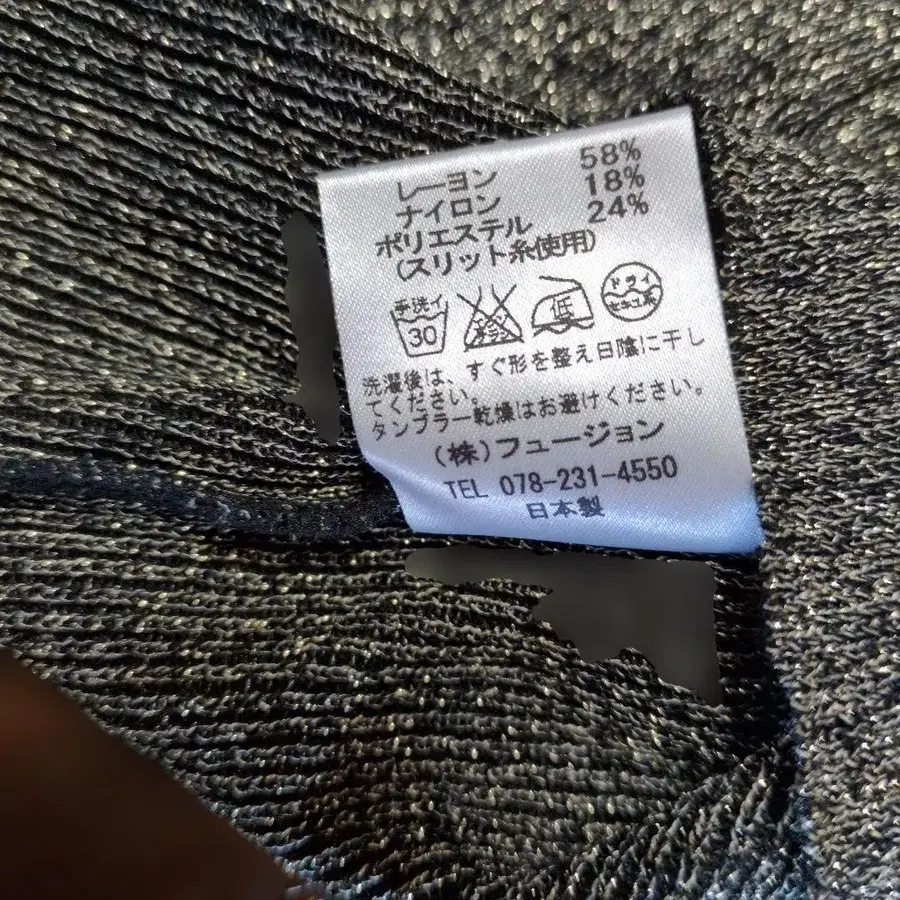 レーヨン 58%
ナイロン 18%
ポリエステル 24%
(スリット糸使用)
手洗イ 30 低 ドライ セキユ系
洗濯後は、すぐ形を整え日陰に干し
てください。
タンブラー乾燥はお避けください。
(株)フュージョン
TEL 078-231-4550
日本製